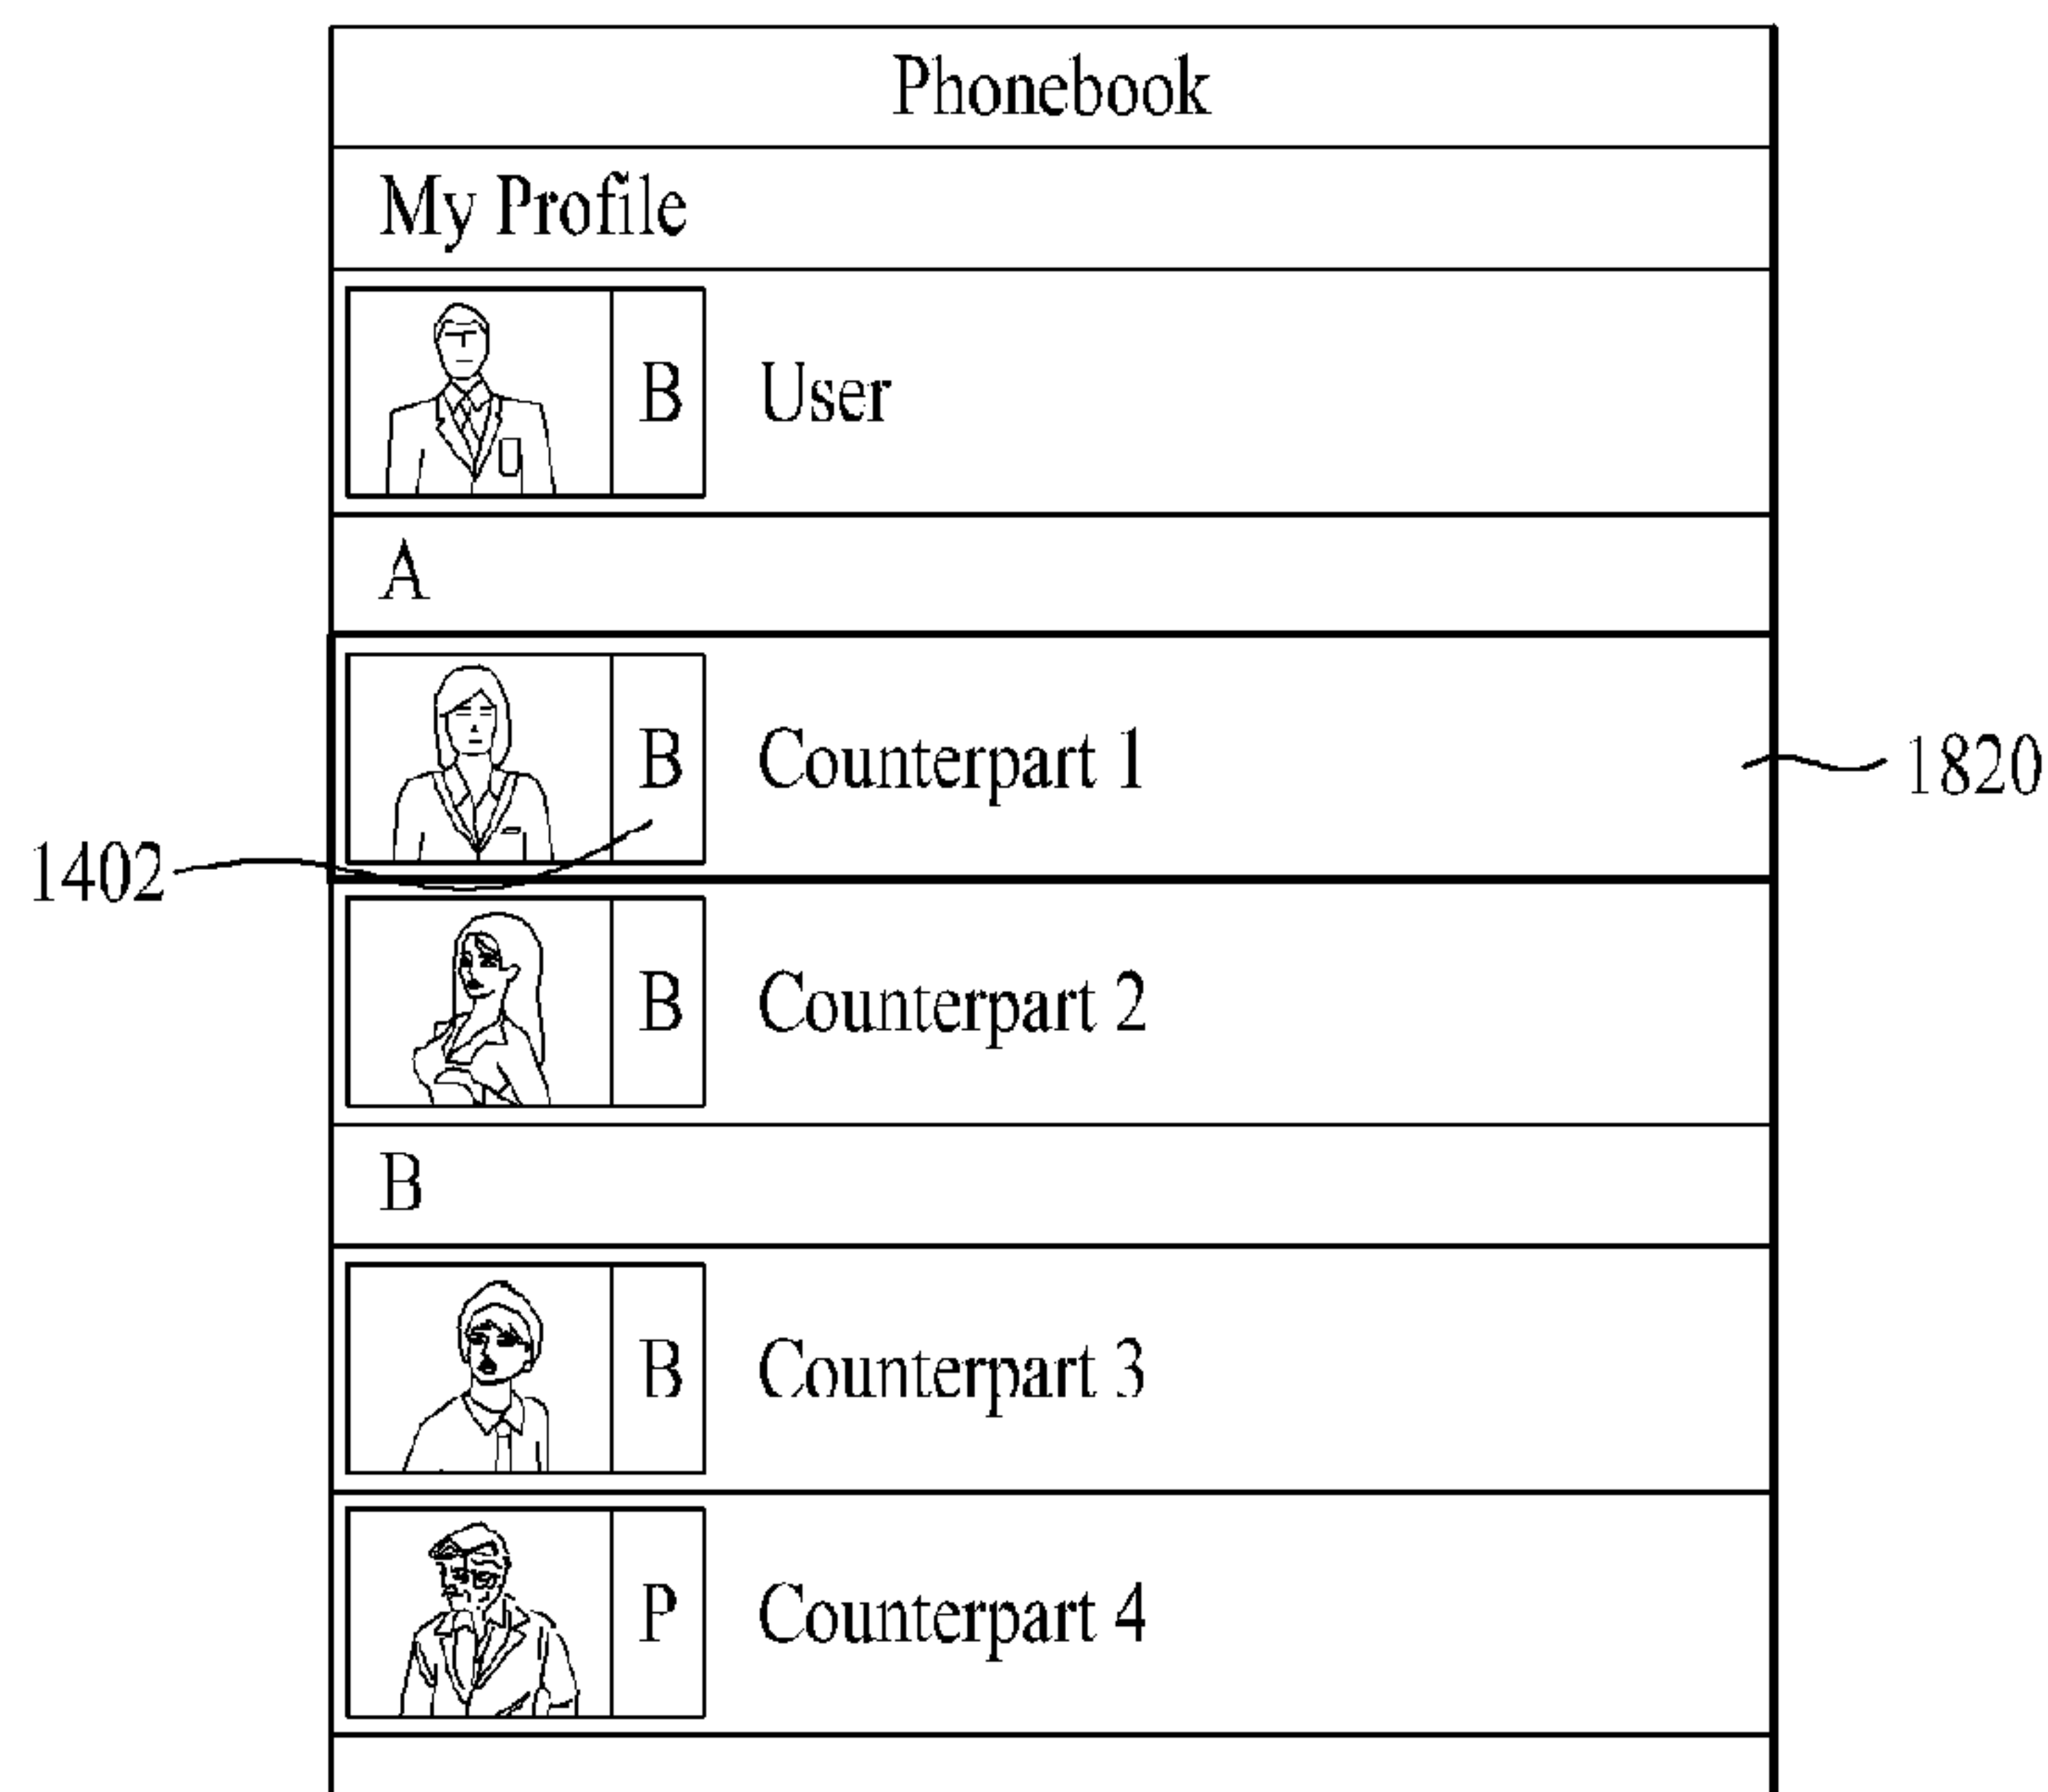 Phonebook
My Profile
B User
A
B Counterpart 1
1820
1402
B Counterpart 2
B
B Counterpart 3
P Counterpart 4